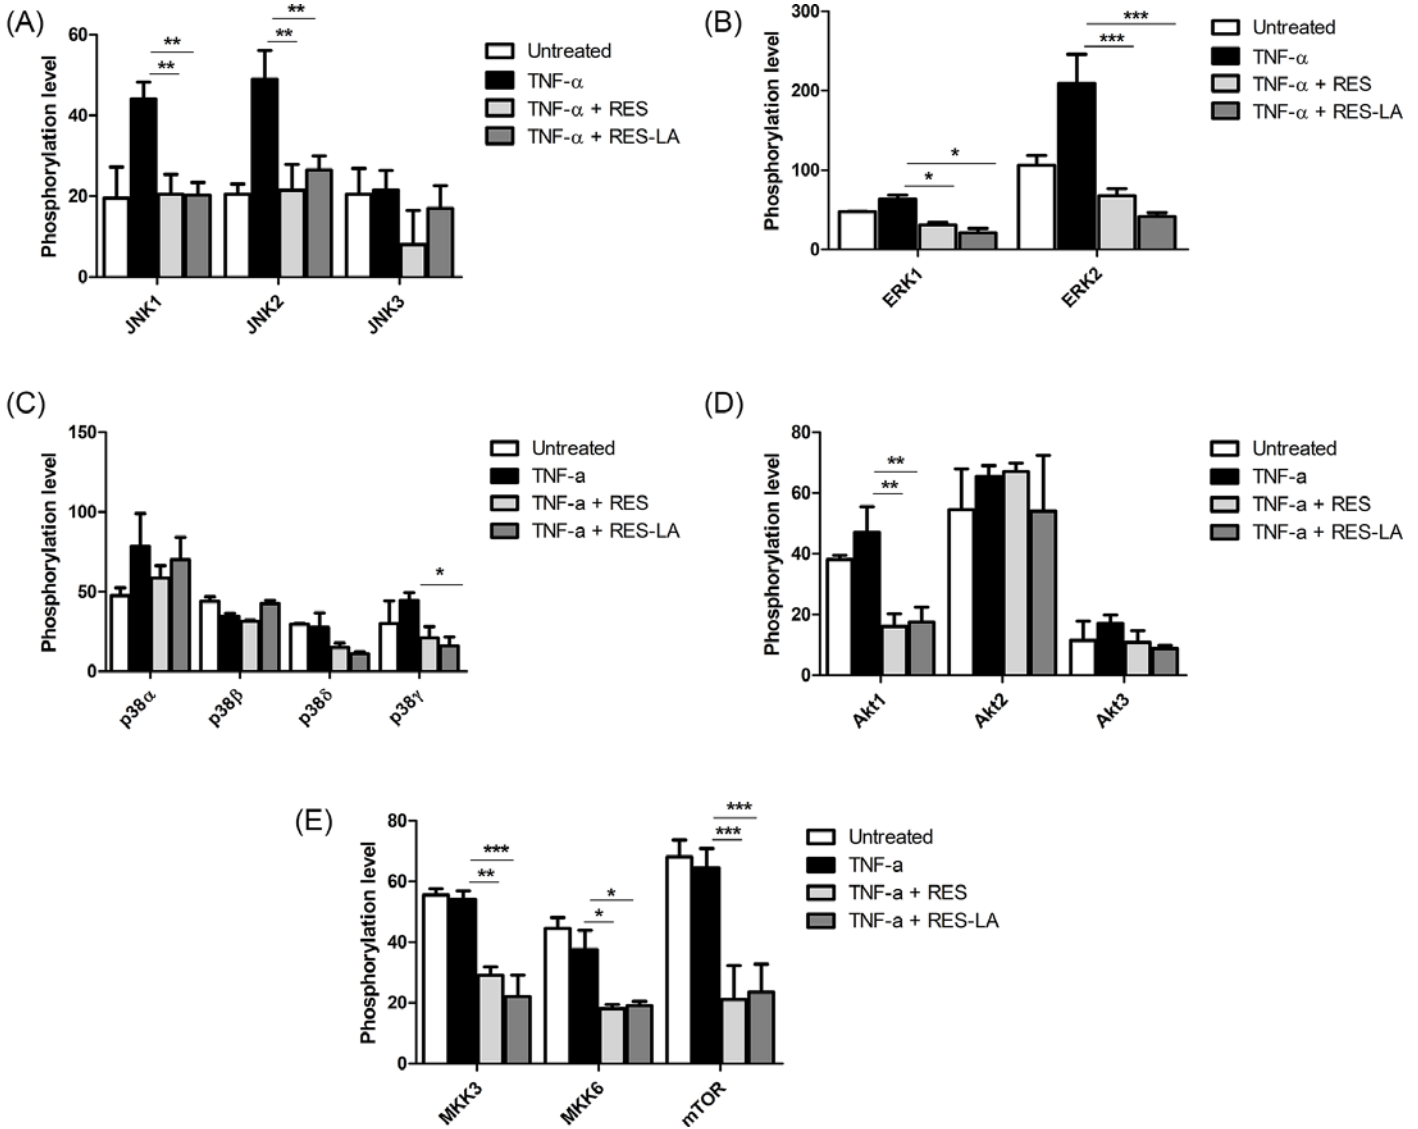 (A)
Phosphorylation level
60
40
20
0
**
**
**
**
JNK1
JNK2
JNK3
Untreated
TNF-α
TNF-α + RES
TNF-α + RES-LA
(B)
Phosphorylation level
300
200
100
0
*
*
***
***
ERK1
ERK2
Untreated
TNF-α
TNF-α + RES
TNF-α + RES-LA
(C)
Phosphorylation level
150
100
50
0
*
p38α
p38β
p38δ
p38γ
Untreated
TNF-a
TNF-a + RES
TNF-a + RES-LA
(D)
Phosphorylation level
80
60
40
20
0
**
**
Akt1
Akt2
Akt3
Untreated
TNF-a
TNF-a + RES
TNF-a + RES-LA
(E)
Phosphorylation level
80
60
40
20
0
***
**
*
*
***
***
MKK3
MKK6
mTOR
Untreated
TNF-a
TNF-a + RES
TNF-a + RES-LA